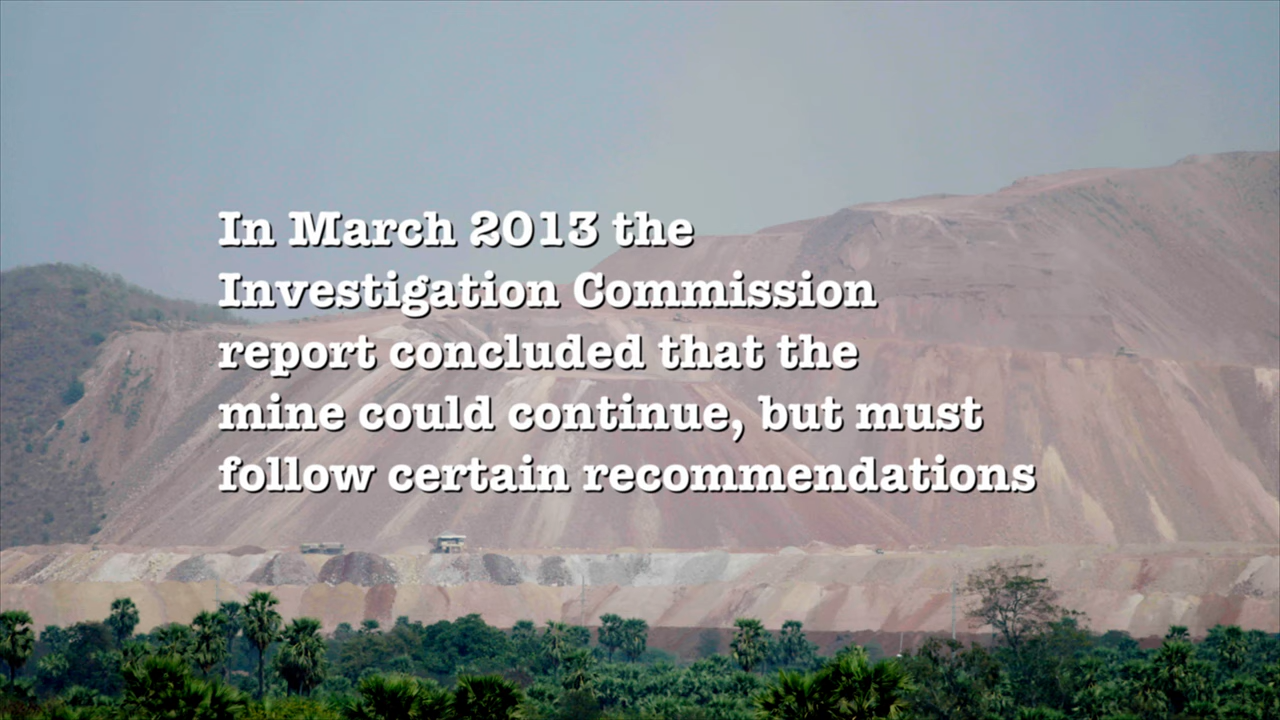 In March 2013 the
Investigation Commission
report concluded that the
mine could continue, but must
follow certain recommendations